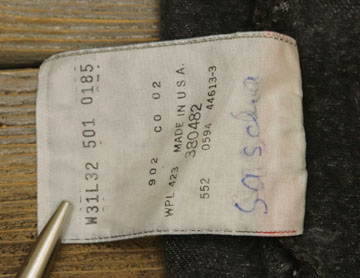 W31L32 501 0185
902 CO 02
WPL 423 MADE IN U.S.A.
380482
552 0594 44613-3
Sascha